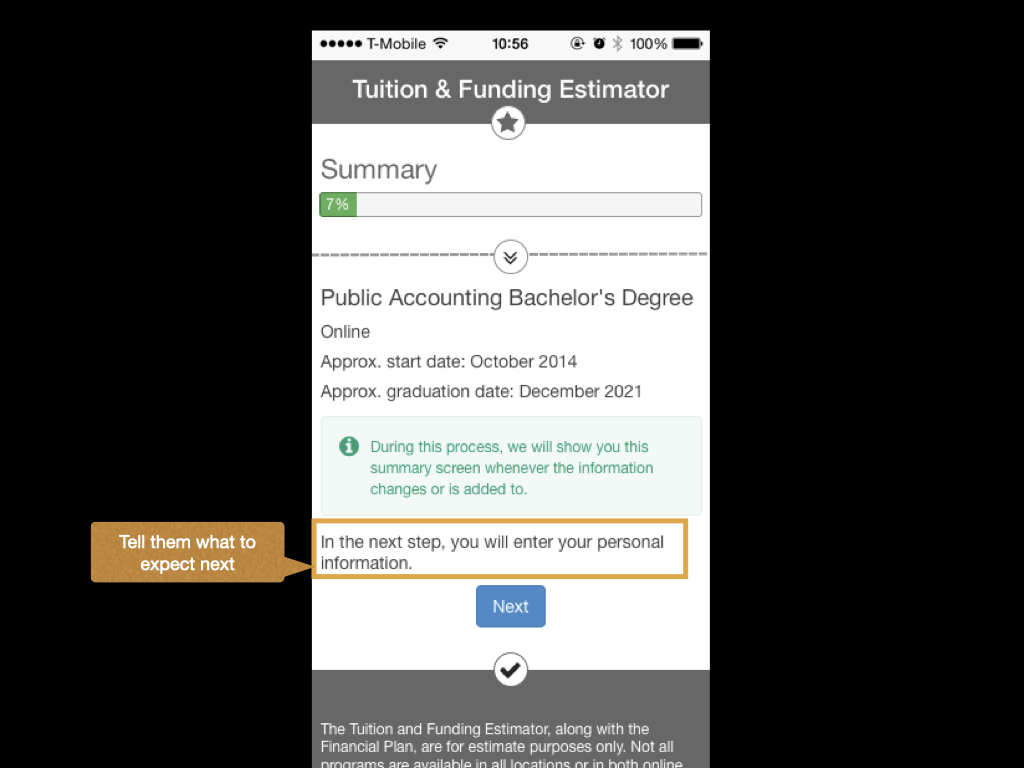 T-Mobile 10:56 100%
Tuition & Funding Estimator
Summary
7%
Public Accounting Bachelor's Degree
Online
Approx. start date: October 2014
Approx. graduation date: December 2021
During this process, we will show you this
summary screen whenever the information
changes or is added to.
Tell them what to
expect next
In the next step, you will enter your personal
information.
Next
The Tuition and Funding Estimator, along with the
Financial Plan, are for estimate purposes only. Not all
programs are available in all locations or in both online